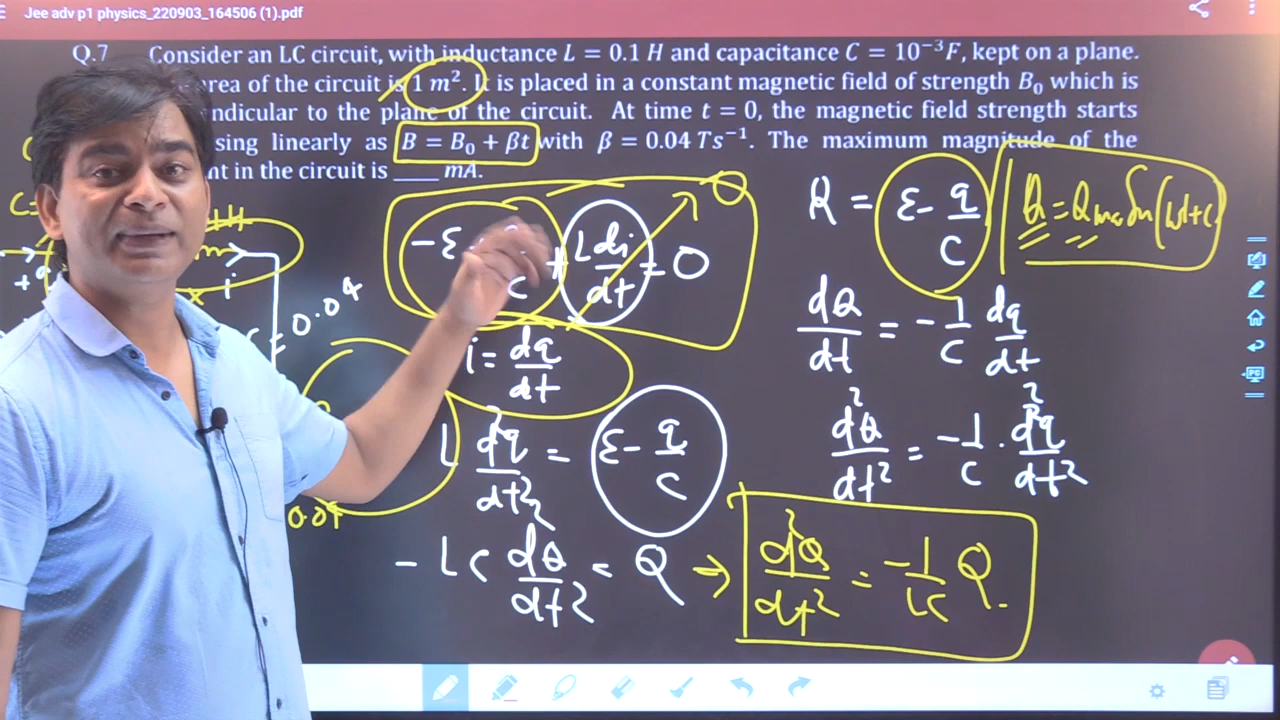 Jee adv p1 physics_220903_164506 (1).pdf
Q.7 Consider an LC circuit, with inductance L = 0.1 H and capacitance C = 10⁻³F, kept on a plane.
rea of the circuit is 1 m². It is placed in a constant magnetic field of strength B₀ which is
ndicular to the plane of the circuit. At time t = 0, the magnetic field strength starts
sing linearly as B = B₀ + βt with β = 0.04 Ts⁻¹. The maximum magnitude of the
nt in the circuit is ____ mA.
-ε c + L di/dt = 0
i
= 0.04
i = dq/dt
L d²q/dt² = ε - q/c
- LC d²Q/dt² = Q → d²Q/dt² = -1/LC Q.
0.04
Q = ε - q/c
Q = Qmax
dQ/dt = -1/c dq/dt
d²Q/dt² = -1/c . d²q/dt²
PC